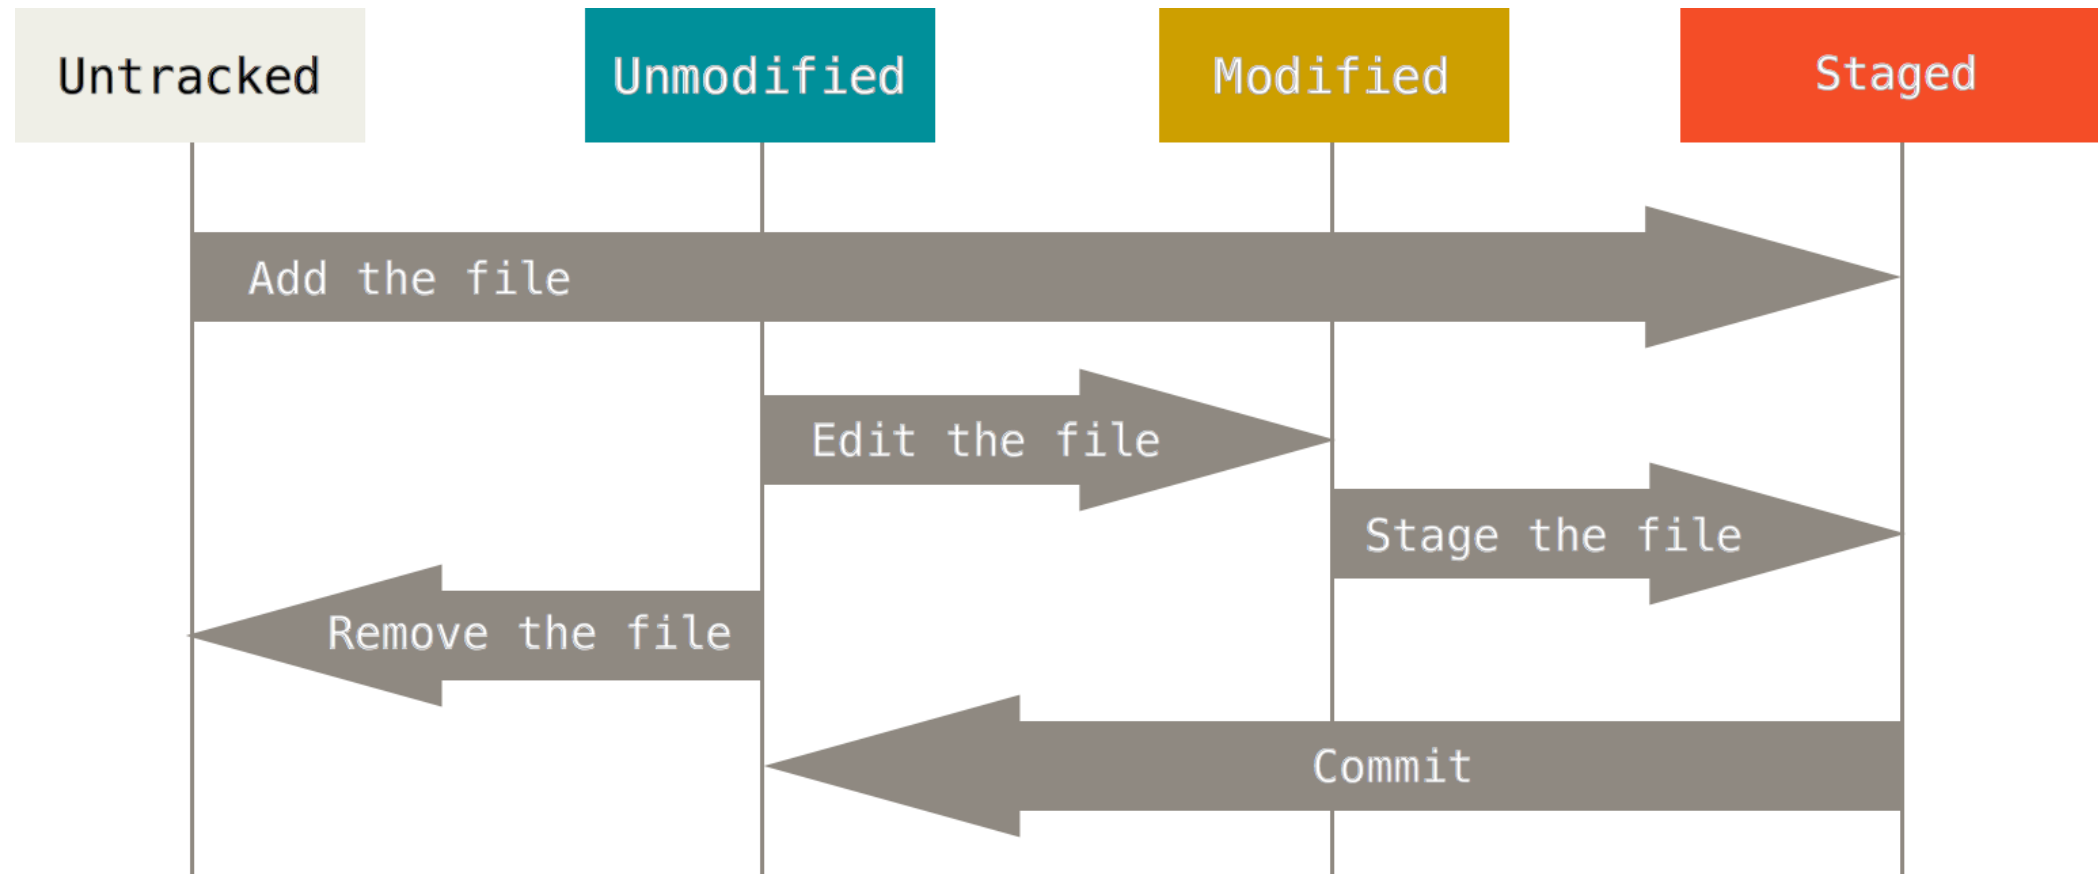 Untracked
Unmodified
Modified
Staged
Add the file
Edit the file
Stage the file
Remove the file
Commit